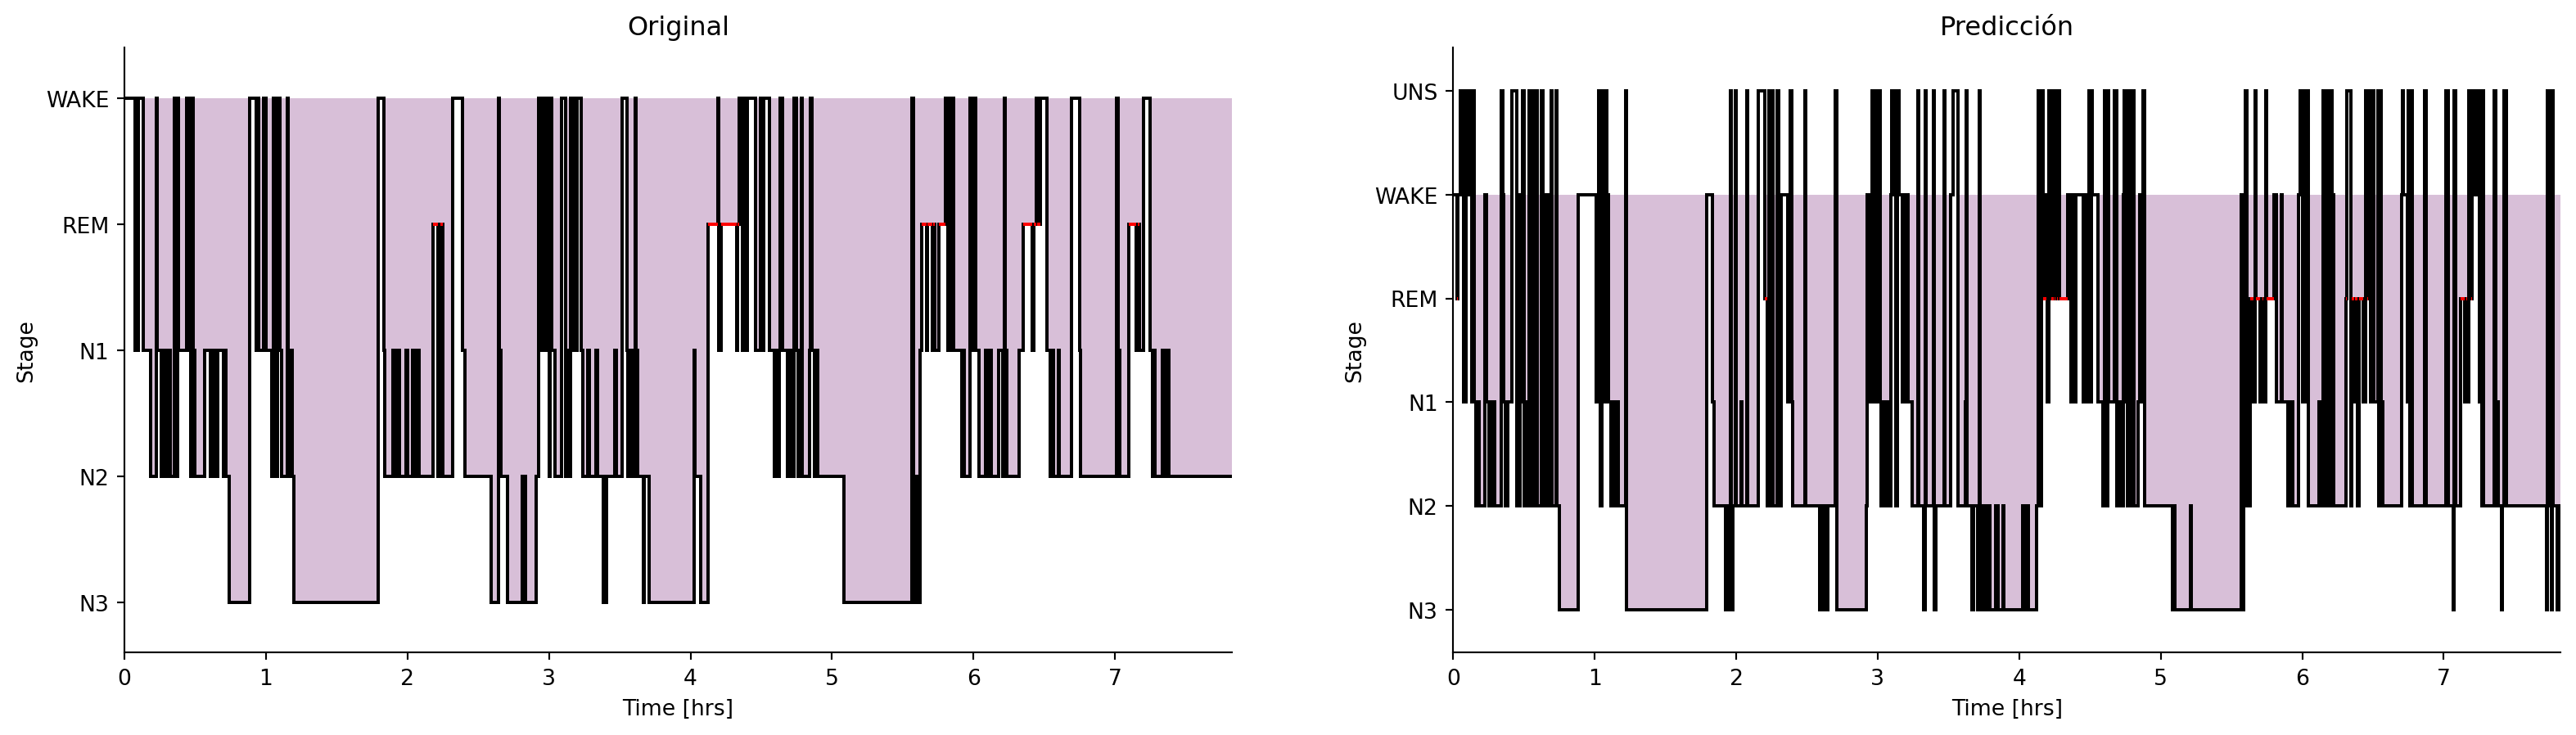 Original
WAKE
REM
N1
N2
N3
Stage
0 1 2 3 4 5 6 7
Time [hrs]
Predicción
UNS
WAKE
REM
N1
N2
N3
Stage
0 1 2 3 4 5 6 7
Time [hrs]